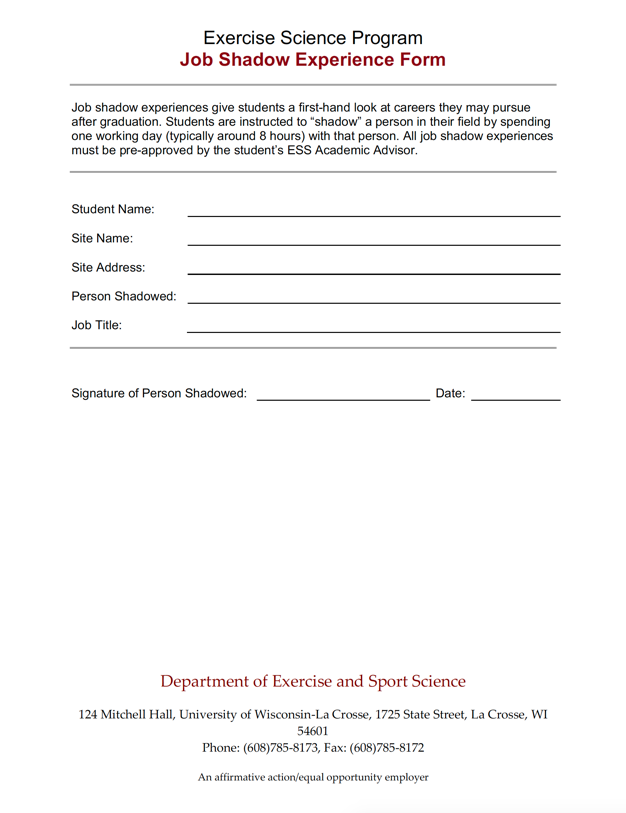 Exercise Science Program
Job Shadow Experience Form
Job shadow experiences give students a first-hand look at careers they may pursue
after graduation. Students are instructed to “shadow” a person in their field by spending
one working day (typically around 8 hours) with that person. All job shadow experiences
must be pre-approved by the student’s ESS Academic Advisor.
Student Name:
Site Name:
Site Address:
Person Shadowed:
Job Title:
Signature of Person Shadowed: Date:
Department of Exercise and Sport Science
124 Mitchell Hall, University of Wisconsin-La Crosse, 1725 State Street, La Crosse, WI
54601
Phone: (608)785-8173, Fax: (608)785-8172
An affirmative action/equal opportunity employer